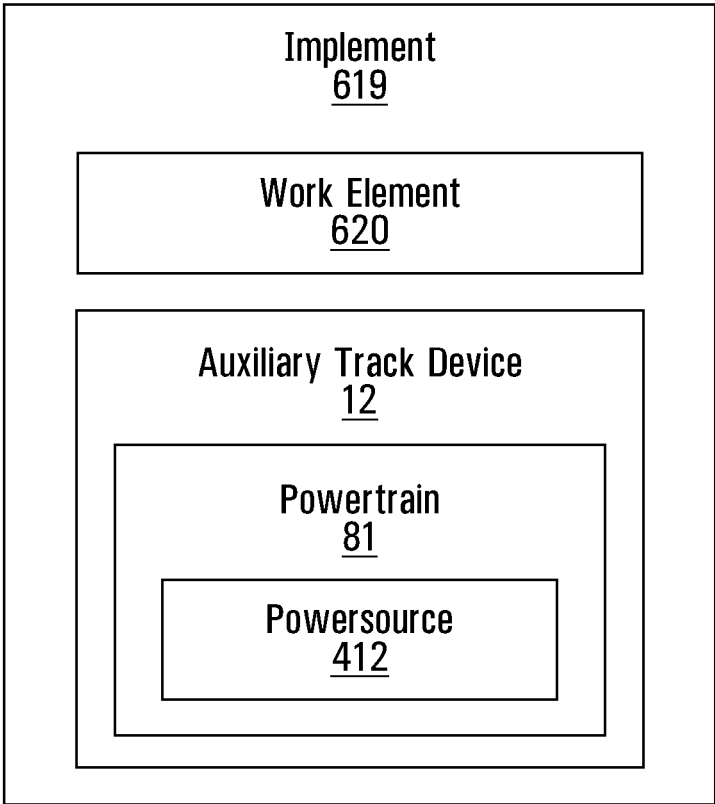 Implement
619
Work Element
620
Auxiliary Track Device
12
Powertrain
81
Powersource
412